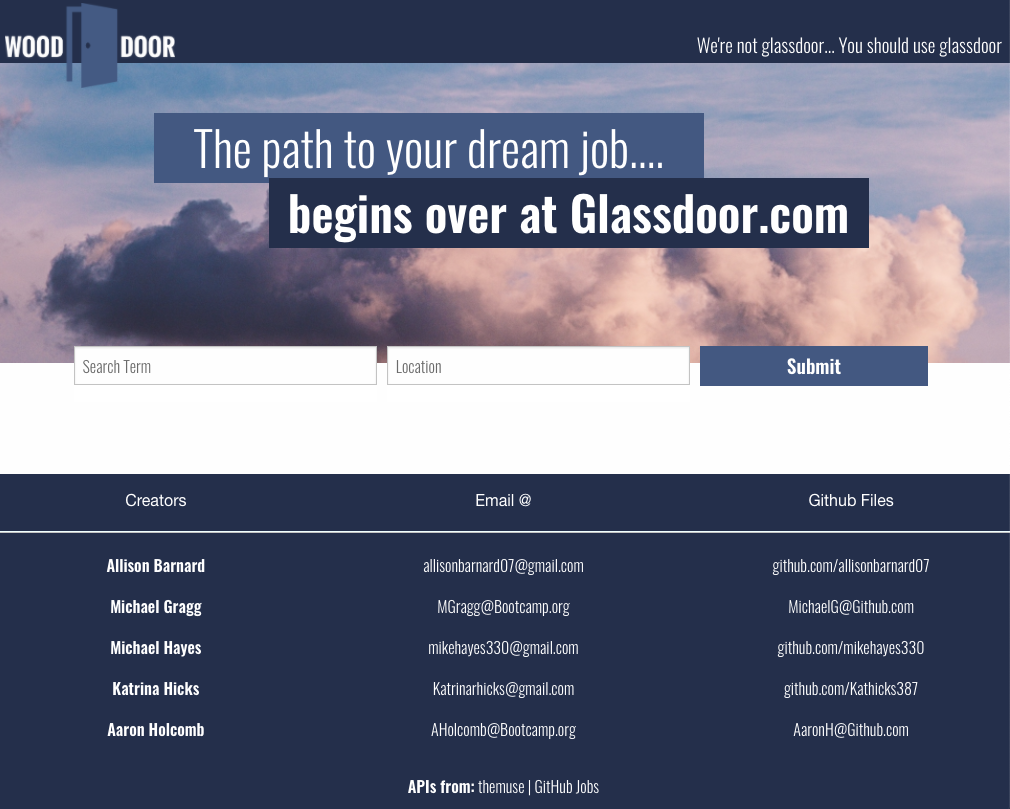 WOOD DOOR
We're not glassdoor... You should use glassdoor
The path to your dream job....
begins over at Glassdoor.com
Search Term
Location
Submit
Creators Email @ Github Files
Allison Barnard allisonbarnard07@gmail.com github.com/allisonbarnard07
Michael Gragg MGragg@Bootcamp.org MichaelG@Github.com
Michael Hayes mikehayes330@gmail.com github.com/mikehayes330
Katrina Hicks Katrinarhicks@gmail.com github.com/Kathicks387
Aaron Holcomb AHolcomb@Bootcamp.org AaronH@Github.com
APIs from: themuse | GitHub Jobs